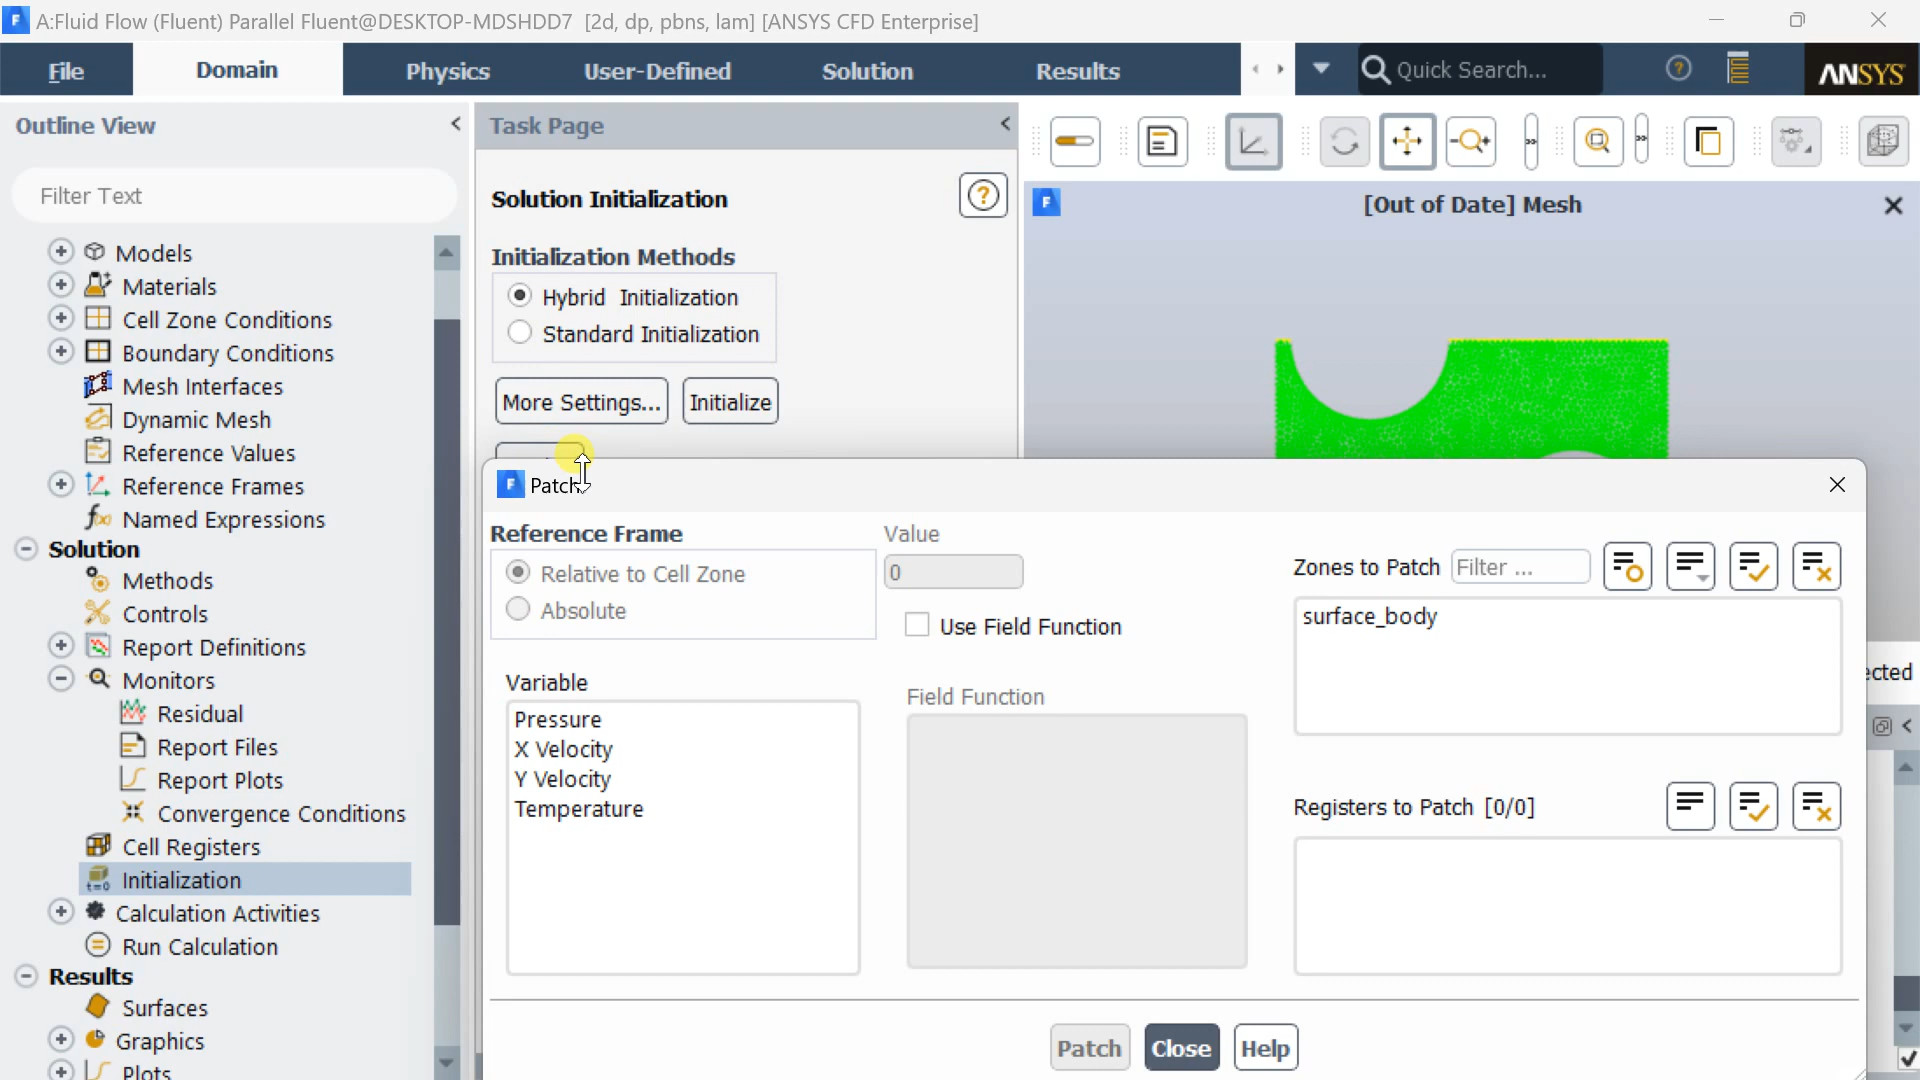 A:Fluid Flow (Fluent) Parallel Fluent@DESKTOP-MDSHDD7 [2d, dp, pbns, lam] [ANSYS CFD Enterprise]
File Domain Physics User-Defined Solution Results Quick Search... ANSYS
Outline View
Filter Text
Models
Materials
Cell Zone Conditions
Boundary Conditions
Mesh Interfaces
Dynamic Mesh
Reference Values
Reference Frames
Named Expressions
Solution
Methods
Controls
Report Definitions
Monitors
Residual
Report Files
Report Plots
Convergence Conditions
Cell Registers
Initialization
Calculation Activities
Run Calculation
Results
Surfaces
Graphics
Plots
Task Page
Solution Initialization
Initialization Methods
Hybrid Initialization
Standard Initialization
More Settings... Initialize
[Out of Date] Mesh
Patch
Reference Frame
Relative to Cell Zone
Absolute
Variable
Pressure
X Velocity
Y Velocity
Temperature
Value
0
Use Field Function
Field Function
Zones to Patch Filter ...
surface_body
Registers to Patch [0/0]
Patch Close Help